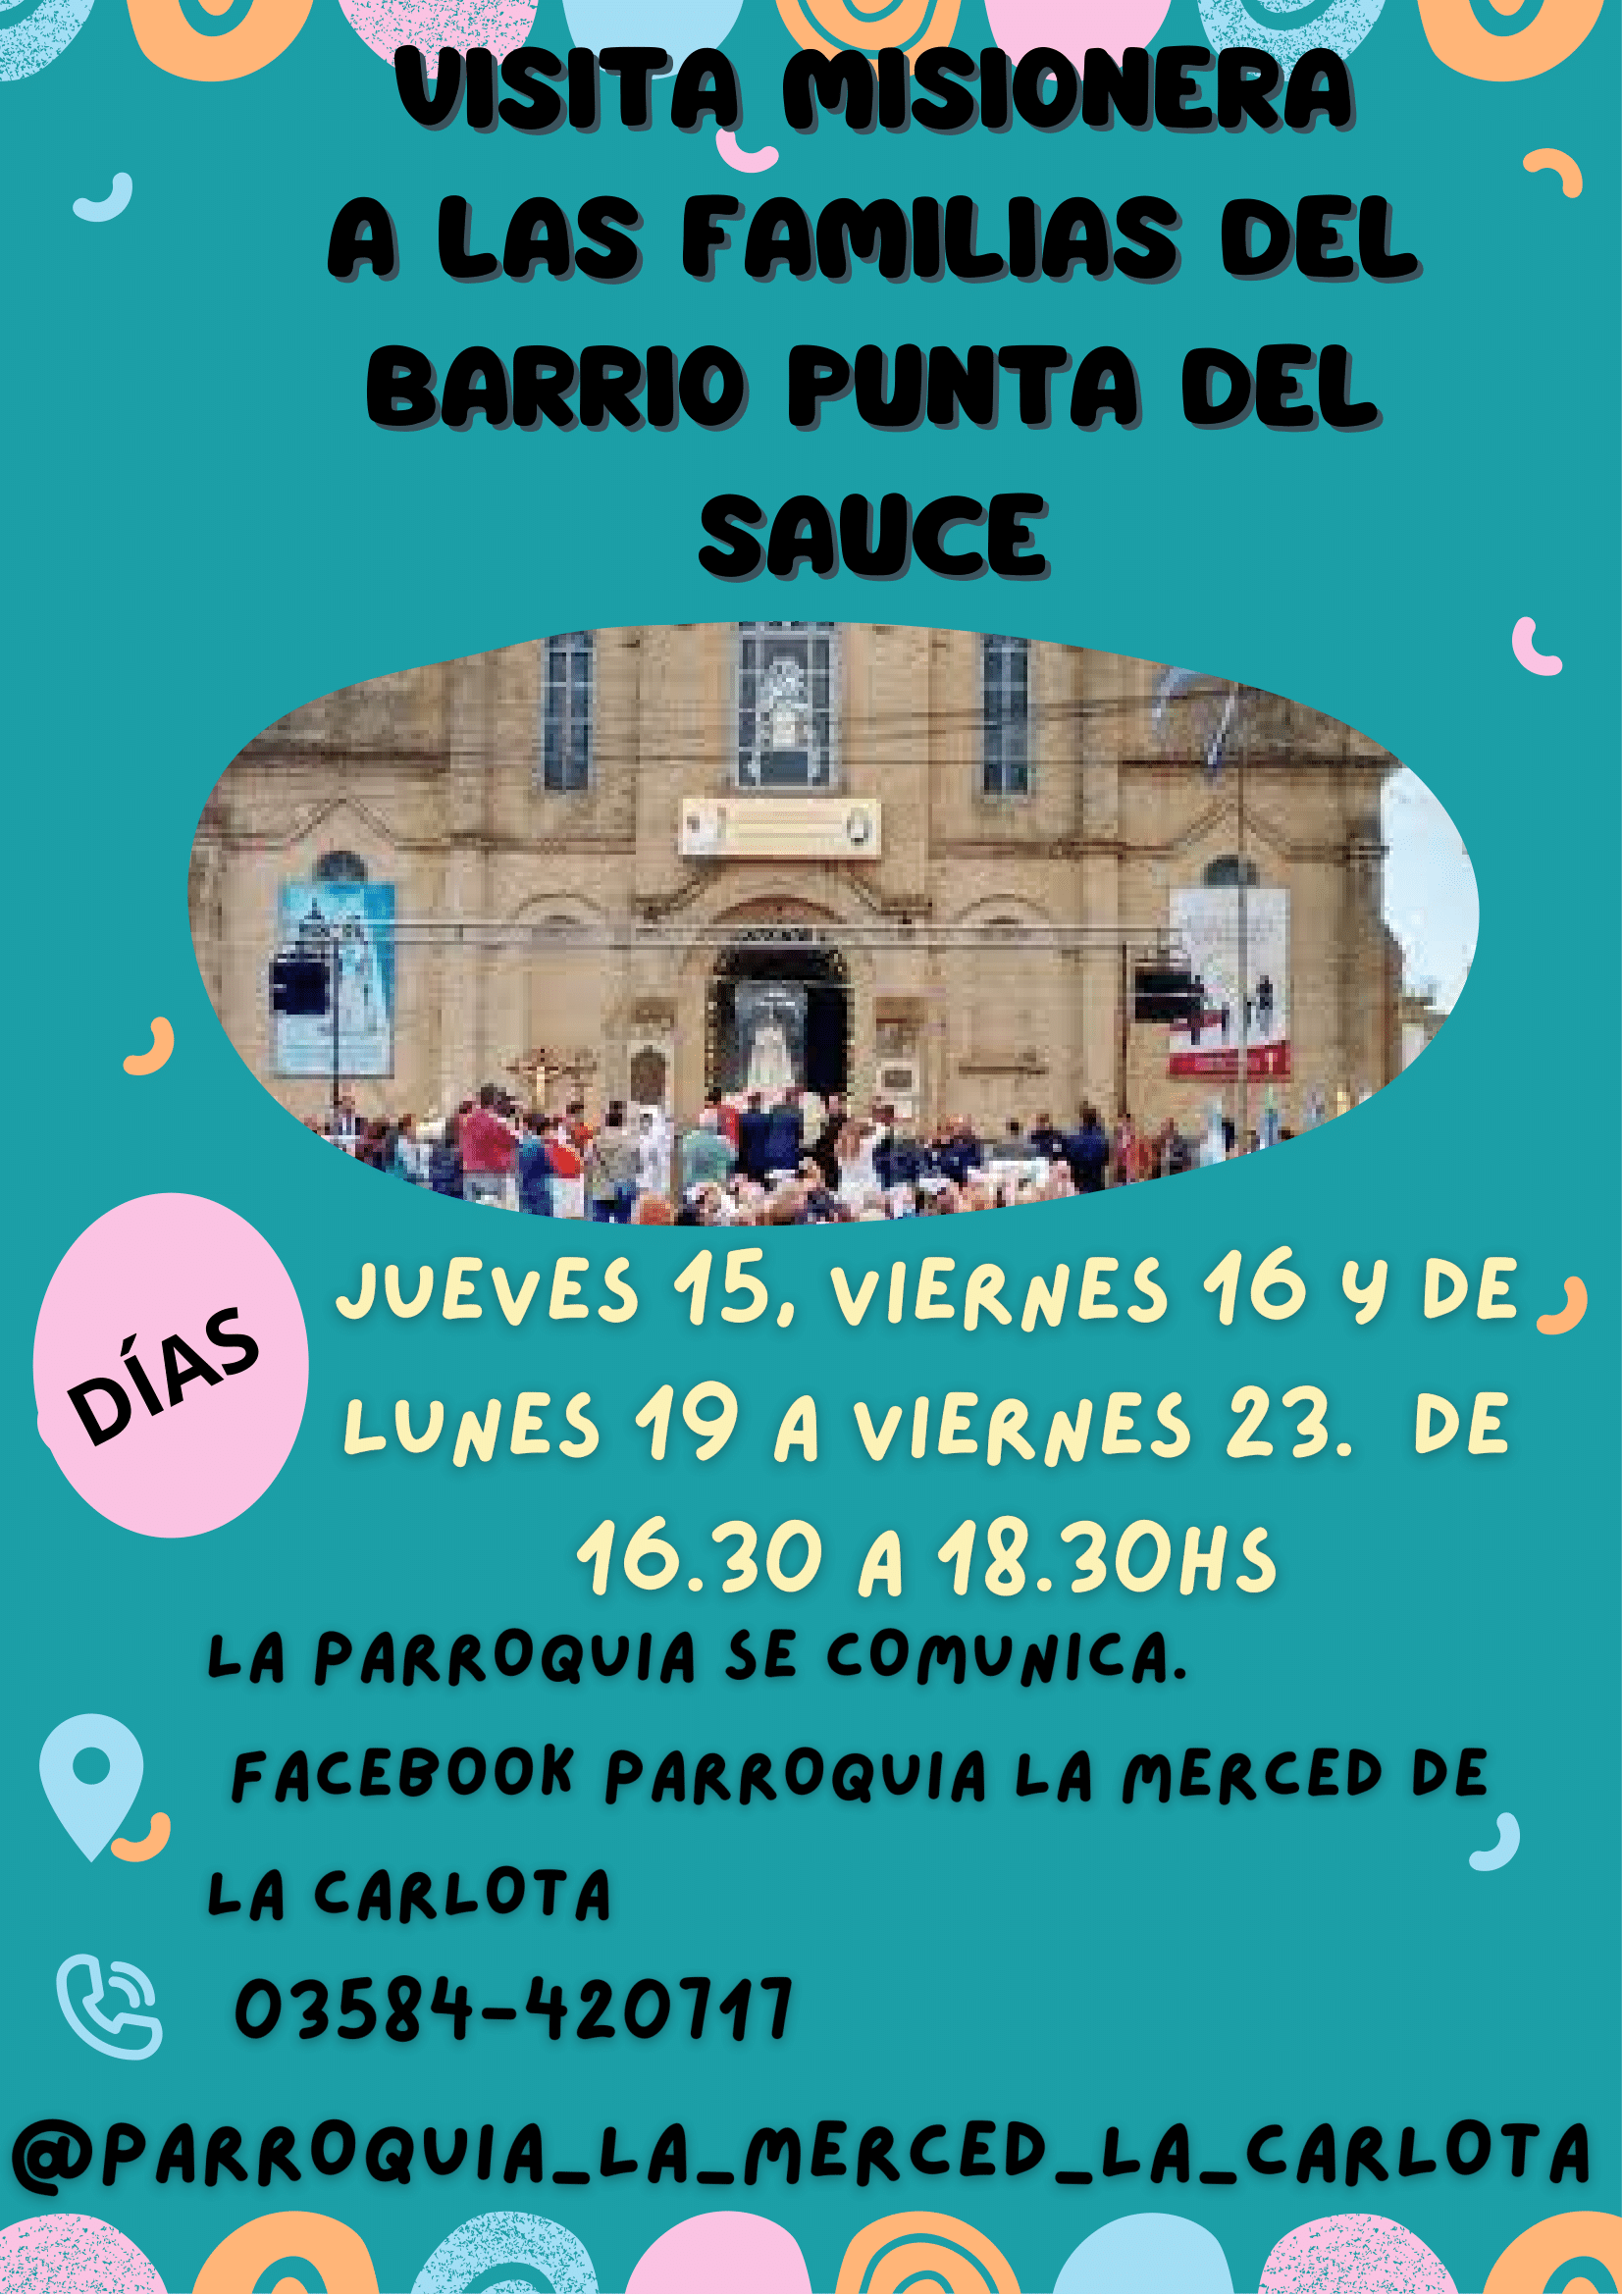 VISITA MISIONERA
A LAS FAMILIAS DEL
BARRIO PUNTA DEL
SAUCE
DÍAS
JUEVES 15, VIERNES 16 Y DE
LUNES 19 A VIERNES 23. DE
16.30 A 18.30HS
LA PARROQUIA SE COMUNICA.
FACEBOOK PARROQUIA LA MERCED DE
LA CARLOTA
03584-420717
@PARROQUIA_LA_MERCED_LA_CARLOTA